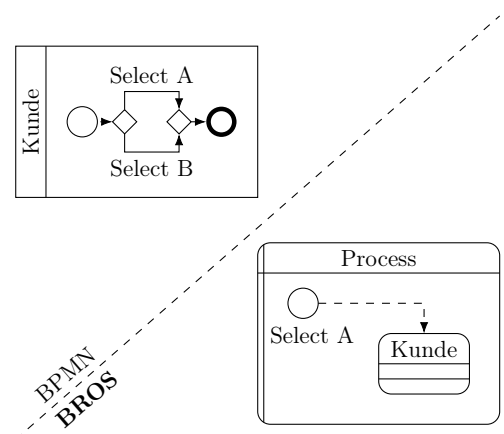 Select A
Kunde
Select B
Process
Select A
Kunde
BPMN
BROS